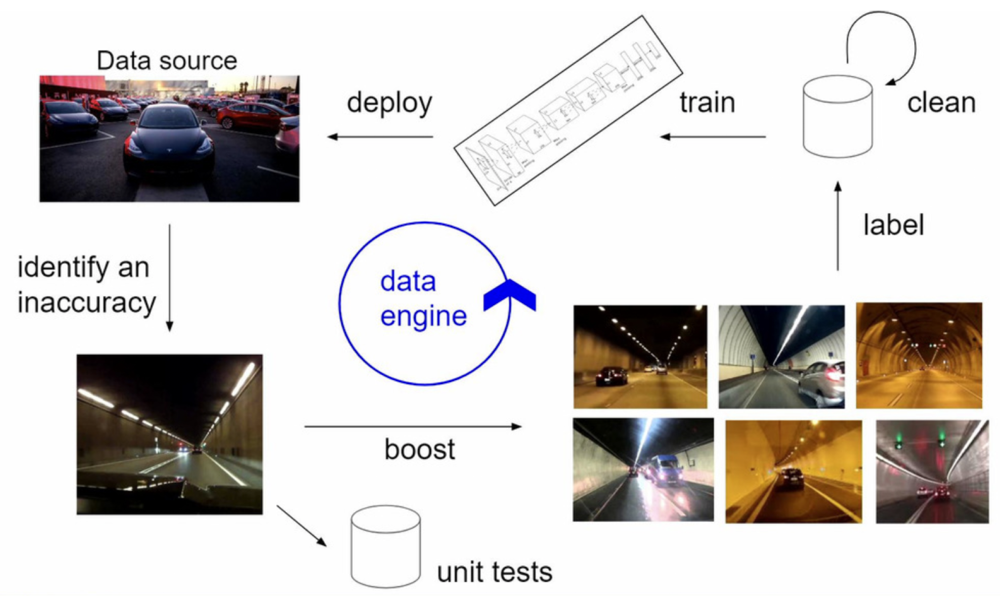 Data source
deploy
train
clean
label
identify an
inaccuracy
data
engine
boost
unit tests